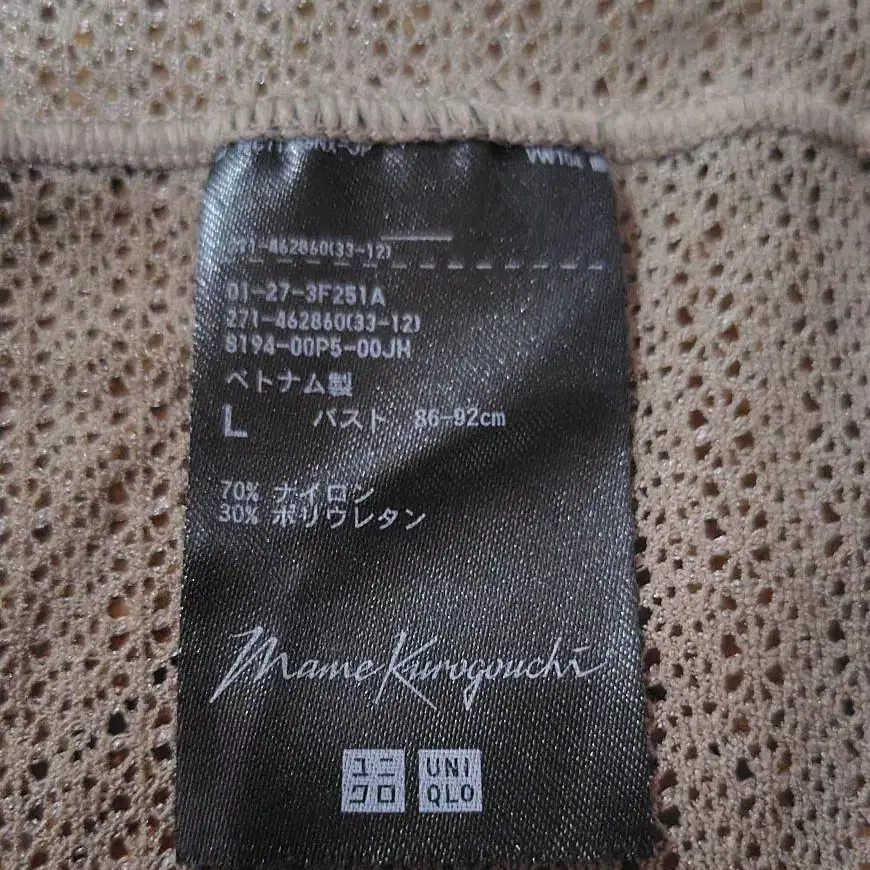 271-462860(33-12)
01-27-3F251A
271-462860(33-12)
8194-00P5-00JH
ベトナム製
L バスト 86-92cm
70% ナイロン
30% ポリウレタン
Mame Kurogouchi
ユニ UNI
クロ QLO